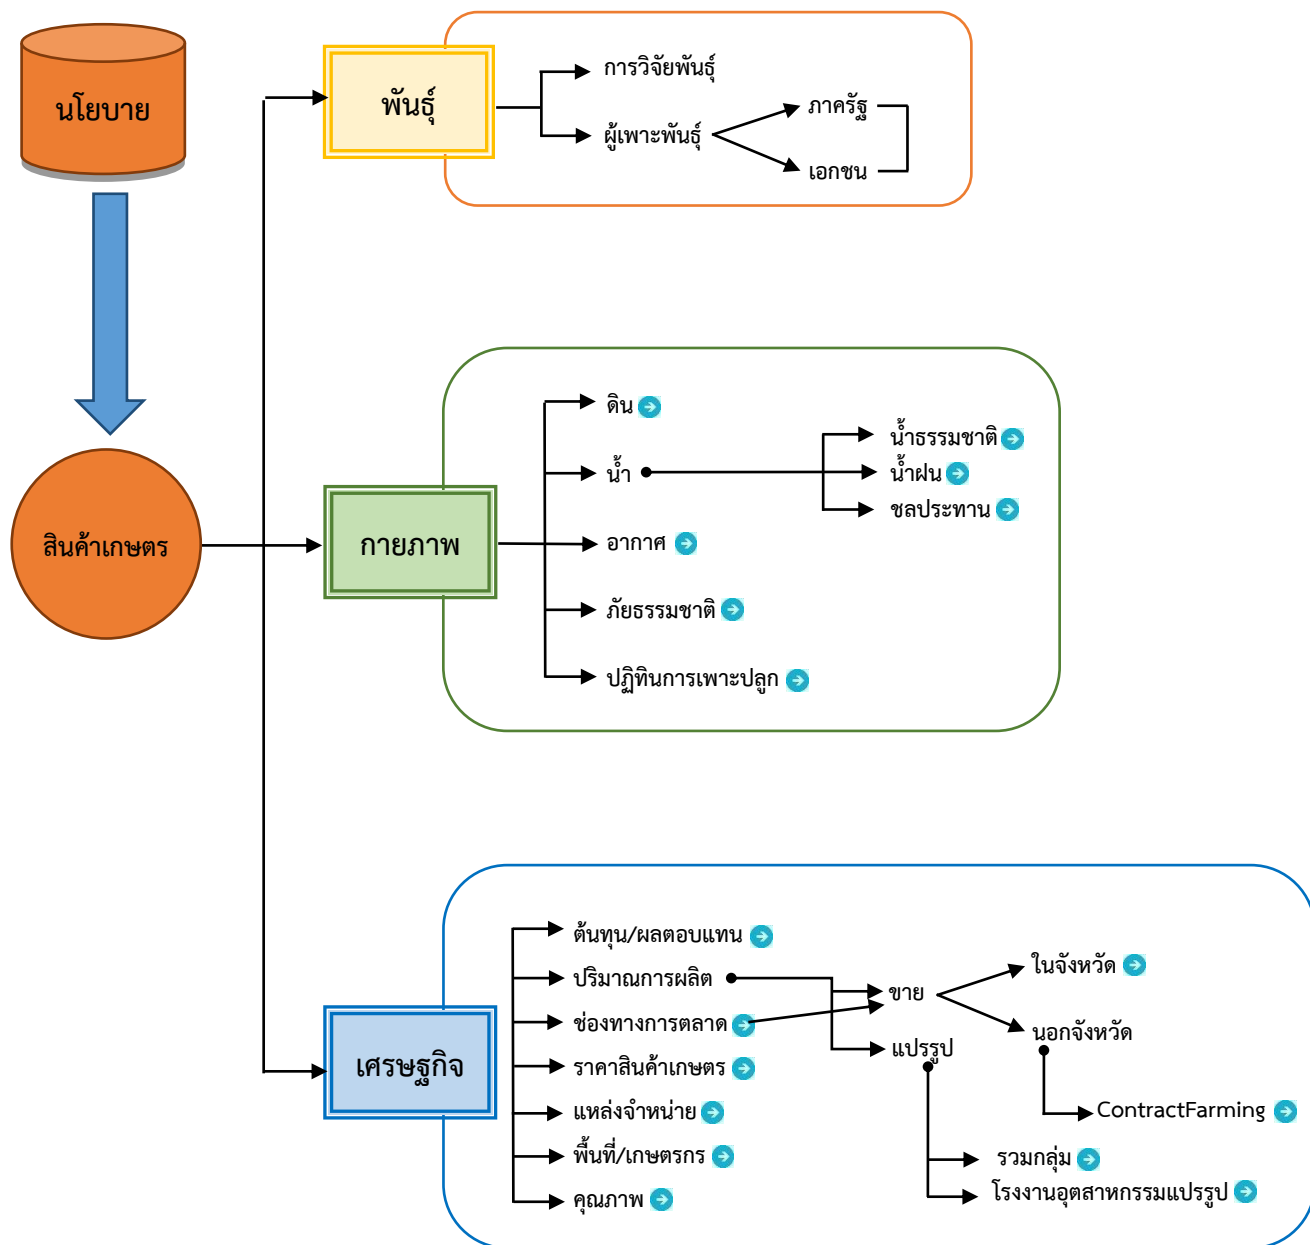 นโยบาย
พันธุ์
การวิจัยพันธุ์
ผู้เพาะพันธุ์
ภาครัฐ
เอกชน
สินค้าเกษตร
กายภาพ
ดิน
น้ำ
น้ำธรรมชาติ
น้ำฝน
ชลประทาน
อากาศ
ภัยธรรมชาติ
ปฏิทินการเพาะปลูก
เศรษฐกิจ
ต้นทุน/ผลตอบแทน
ปริมาณการผลิต
ช่องทางการตลาด
ราคาสินค้าเกษตร
แหล่งจำหน่าย
พื้นที่/เกษตรกร
คุณภาพ
ขาย
แปรรูป
ในจังหวัด
นอกจังหวัด
ContractFarming
รวมกลุ่ม
โรงงานอุตสาหกรรมแปรรูป